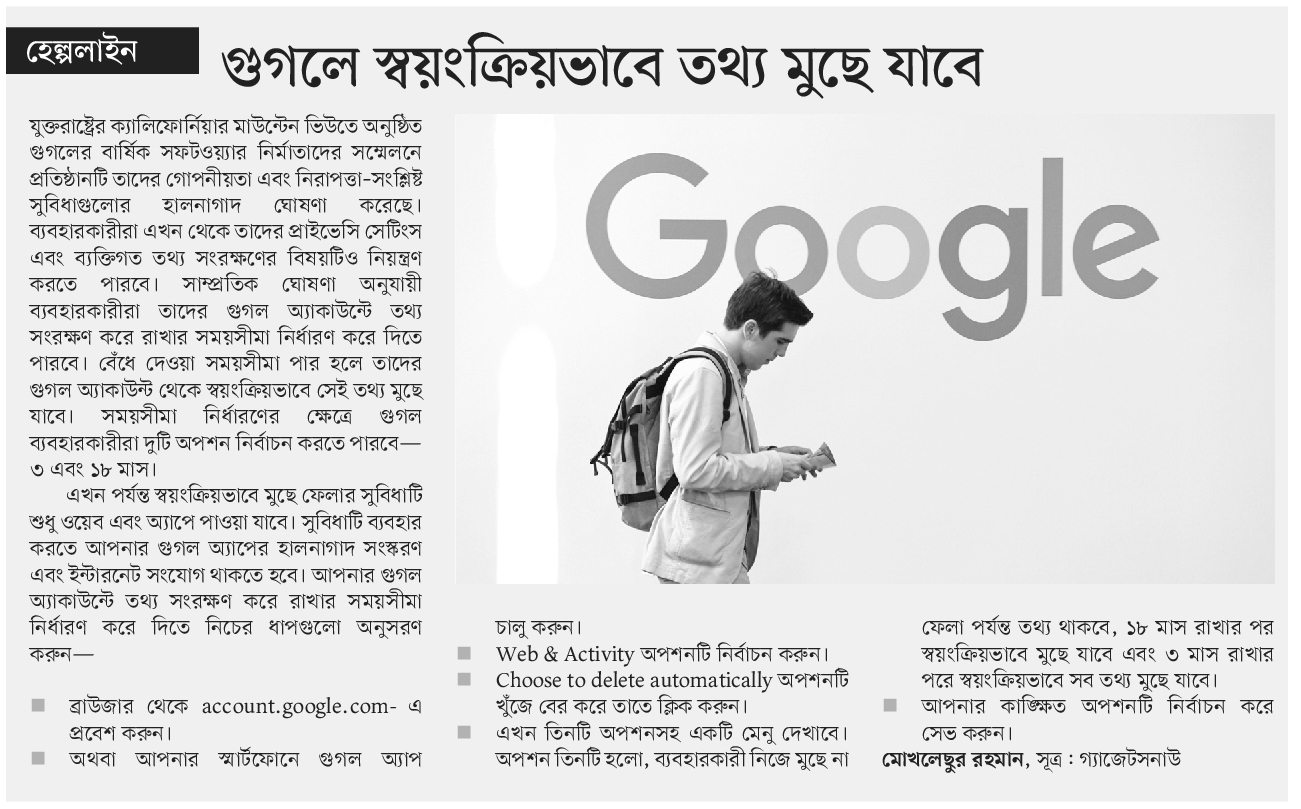 হেল্পলাইন
গুগলে স্বয়ংক্রিয়ভাবে তথ্য মুছে যাবে
যুক্তরাষ্ট্রের ক্যালিফোর্নিয়ার মাউন্টেন ভিউতে অনুষ্ঠিত
গুগলের বার্ষিক সফটওয়্যার নির্মাতাদের সম্মেলনে
প্রতিষ্ঠানটি তাদের গোপনীয়তা এবং নিরাপত্তা-সংশ্লিষ্ট
সুবিধাগুলোর হালনাগাদ ঘোষণা করেছে।
ব্যবহারকারীরা এখন থেকে তাদের প্রাইভেসি সেটিংস
এবং ব্যক্তিগত তথ্য সংরক্ষণের বিষয়টিও নিয়ন্ত্রণ
করতে পারবে। সাম্প্রতিক ঘোষণা অনুযায়ী
ব্যবহারকারীরা তাদের গুগল অ্যাকাউন্টে তথ্য
সংরক্ষণ করে রাখার সময়সীমা নির্ধারণ করে দিতে
পারবে। বেঁধে দেওয়া সময়সীমা পার হলে তাদের
গুগল অ্যাকাউন্ট থেকে স্বয়ংক্রিয়ভাবে সেই তথ্য মুছে
যাবে। সময়সীমা নির্ধারণের ক্ষেত্রে গুগল
ব্যবহারকারীরা দুটি অপশন নির্বাচন করতে পারবে—
৩ এবং ১৮ মাস।
এখন পর্যন্ত স্বয়ংক্রিয়ভাবে মুছে ফেলার সুবিধাটি
শুধু ওয়েব এবং অ্যাপে পাওয়া যাবে। সুবিধাটি ব্যবহার
করতে আপনার গুগল অ্যাপের হালনাগাদ সংস্করণ
এবং ইন্টারনেট সংযোগ থাকতে হবে। আপনার গুগল
অ্যাকাউন্টে তথ্য সংরক্ষণ করে রাখার সময়সীমা
নির্ধারণ করে দিতে নিচের ধাপগুলো অনুসরণ
করুন—
ব্রাউজার থেকে account.google.com- এ
প্রবেশ করুন।
অথবা আপনার স্মার্টফোনে গুগল অ্যাপ
Google
চালু করুন।
Web & Activity অপশনটি নির্বাচন করুন।
Choose to delete automatically অপশনটি
খুঁজে বের করে তাতে ক্লিক করুন।
এখন তিনটি অপশনসহ একটি মেনু দেখাবে।
অপশন তিনটি হলো, ব্যবহারকারী নিজে মুছে না
ফেলা পর্যন্ত তথ্য থাকবে, ১৮ মাস রাখার পর
স্বয়ংক্রিয়ভাবে মুছে যাবে এবং ৩ মাস রাখার
পরে স্বয়ংক্রিয়ভাবে সব তথ্য মুছে যাবে।
আপনার কাঙ্ক্ষিত অপশনটি নির্বাচন করে
সেভ করুন।
মোখলেছুর রহমান, সূত্র : গ্যাজেটসনাউ